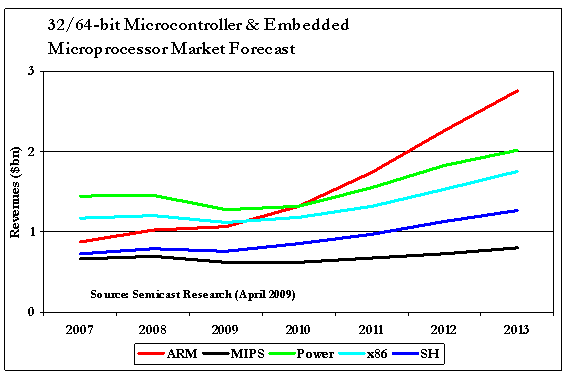 32/64-bit Microcontroller & Embedded
Microprocessor Market Forecast
3
2
1
0
Revenues ($bn)
Source: Semicast Research (April 2009)
2007 2008 2009 2010 2011 2012 2013
ARM MIPS Power x86 SH